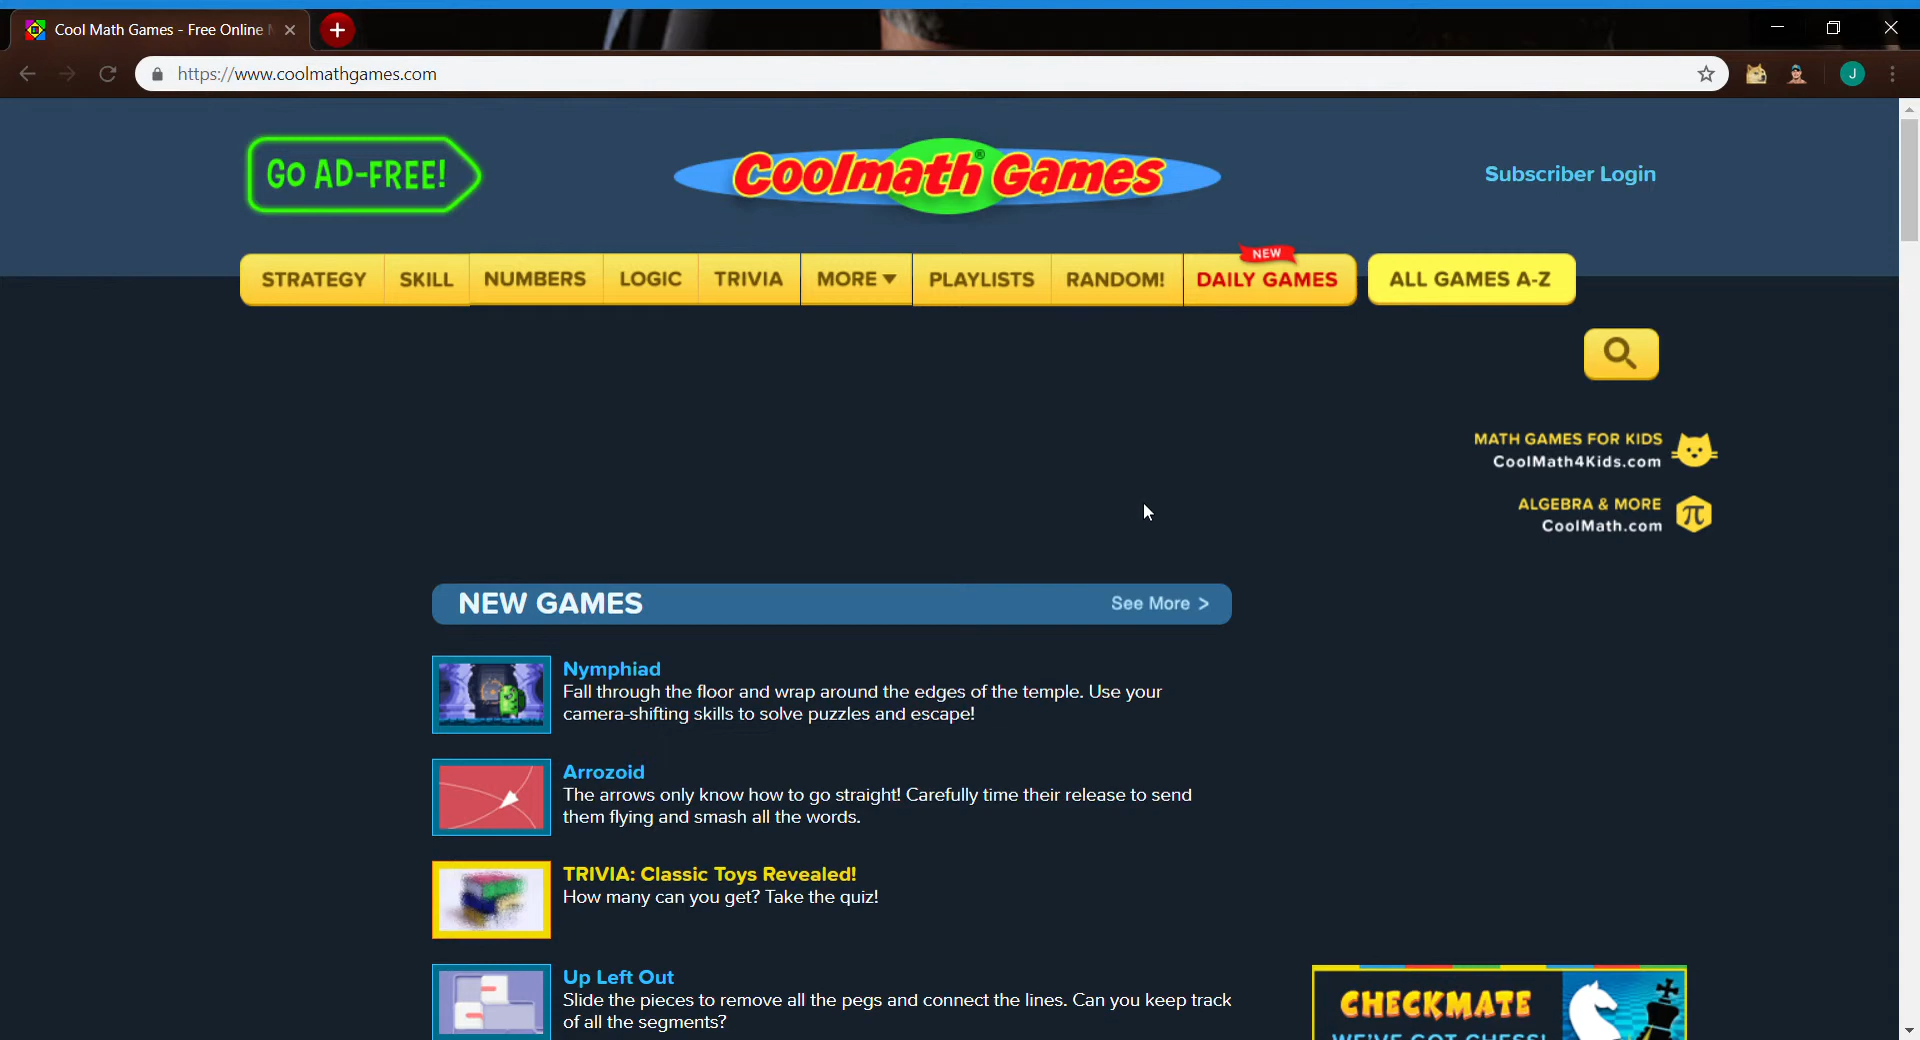 Cool Math Games - Free Online
https://www.coolmathgames.com
J
GO AD-FREE!
Coolmath Games®
Subscriber Login
STRATEGY
SKILL
NUMBERS
LOGIC
TRIVIA
MORE
PLAYLISTS
RANDOM!
NEW
DAILY GAMES
ALL GAMES A-Z
MATH GAMES FOR KIDS
CoolMath4Kids.com
ALGEBRA & MORE
CoolMath.com
π
NEW GAMES
See More >
Nymphiad
Fall through the floor and wrap around the edges of the temple. Use your
camera-shifting skills to solve puzzles and escape!
Arrozoid
The arrows only know how to go straight! Carefully time their release to send
them flying and smash all the words.
TRIVIA: Classic Toys Revealed!
How many can you get? Take the quiz!
Up Left Out
Slide the pieces to remove all the pegs and connect the lines. Can you keep track
of all the segments?
CHECKMATE
WE'VE GOT CHESS!